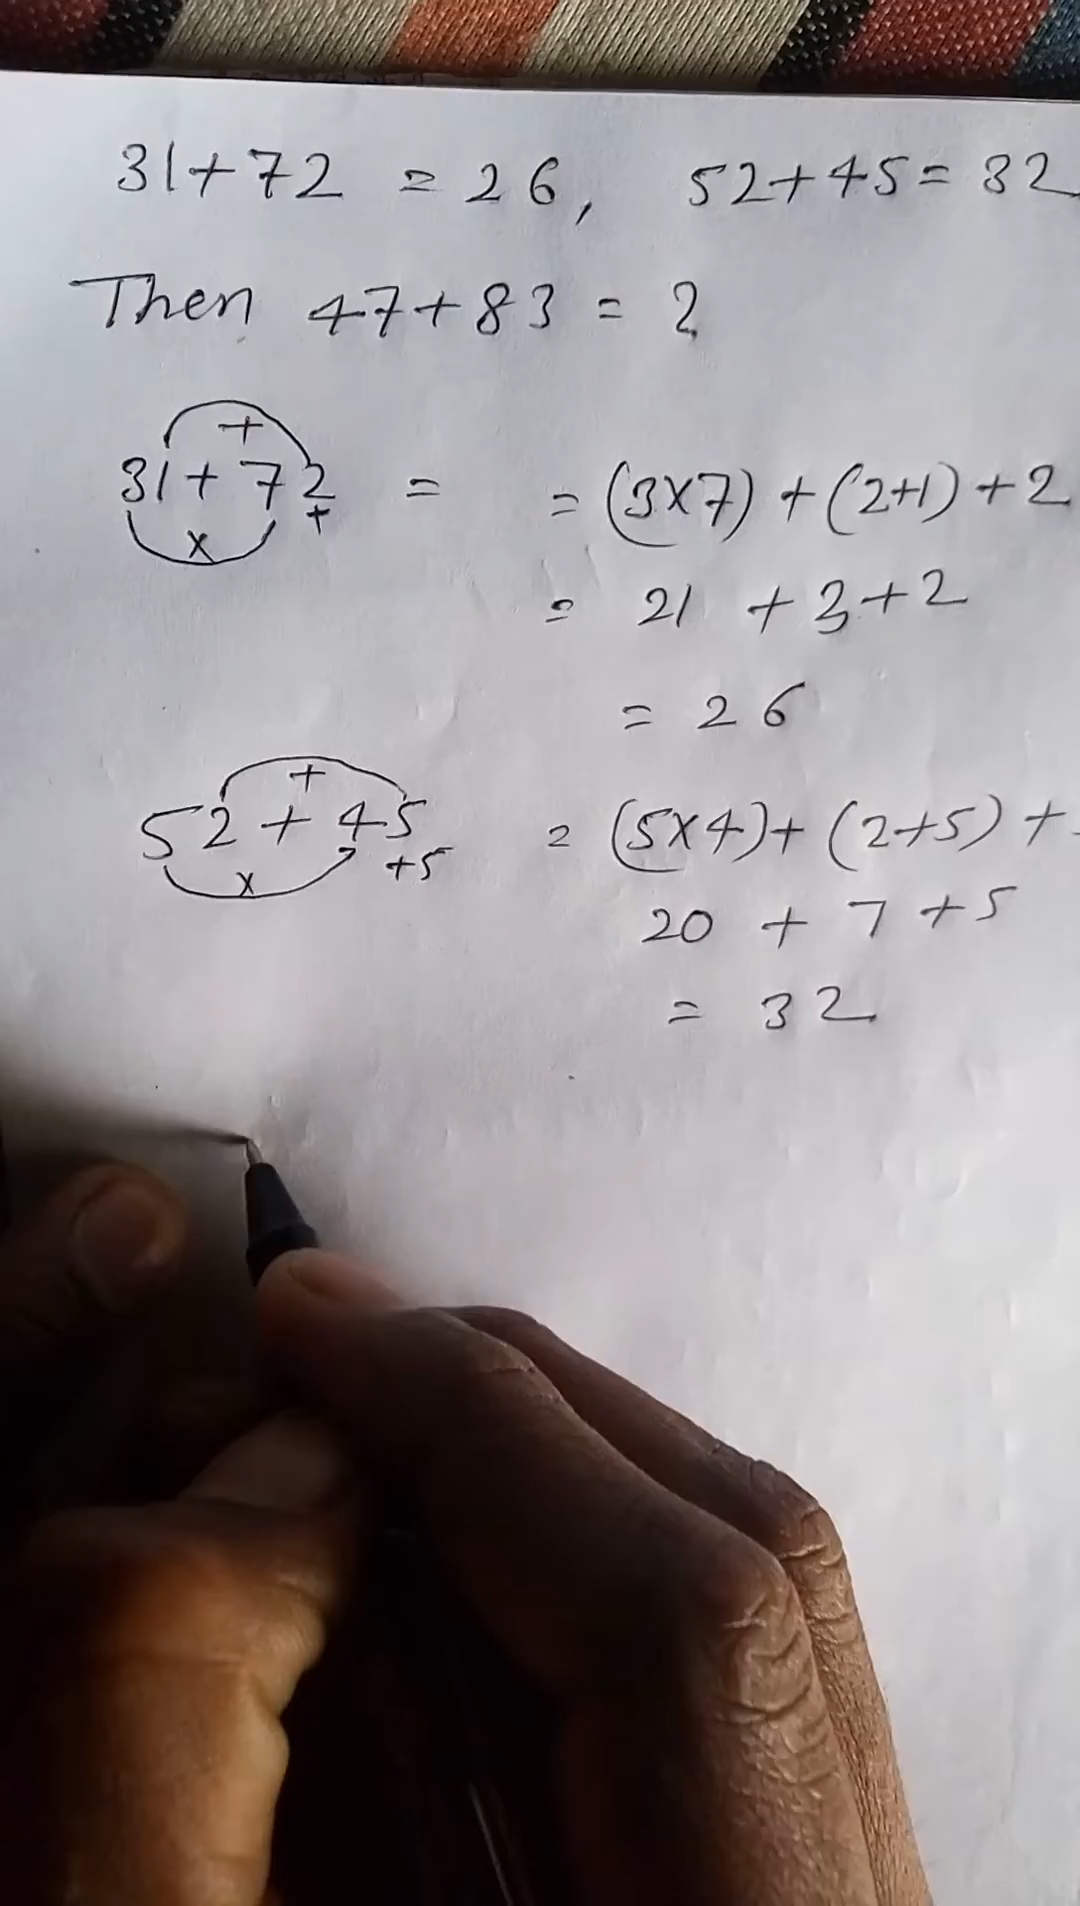 31+72 = 26, 52+45 = 32
Then 47+83 = ?
+
31 + 72 = = (3×7) + (2+1) + 2
× +
= 21 + 3 + 2
= 26
+
52 + 45 = (5×4) + (2+5) +
× +5
20 + 7 + 5
= 32